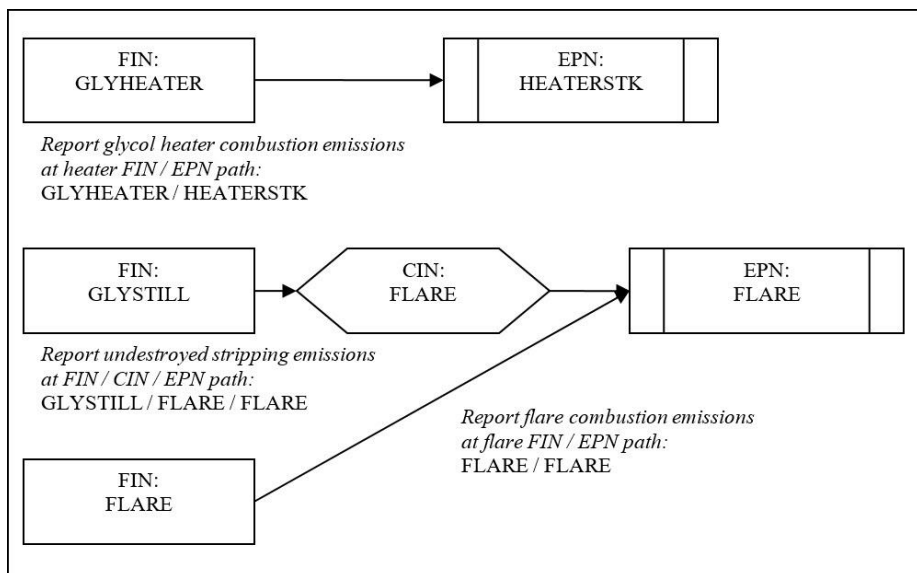 FIN:
GLYHEATER
EPN:
HEATERSTK
Report glycol heater combustion emissions
at heater FIN / EPN path:
GLYHEATER / HEATERSTK
FIN:
GLYSTILL
CIN:
FLARE
EPN:
FLARE
Report undestroyed stripping emissions
at FIN / CIN / EPN path:
GLYSTILL / FLARE / FLARE
Report flare combustion emissions
at flare FIN / EPN path:
FLARE / FLARE
FIN:
FLARE